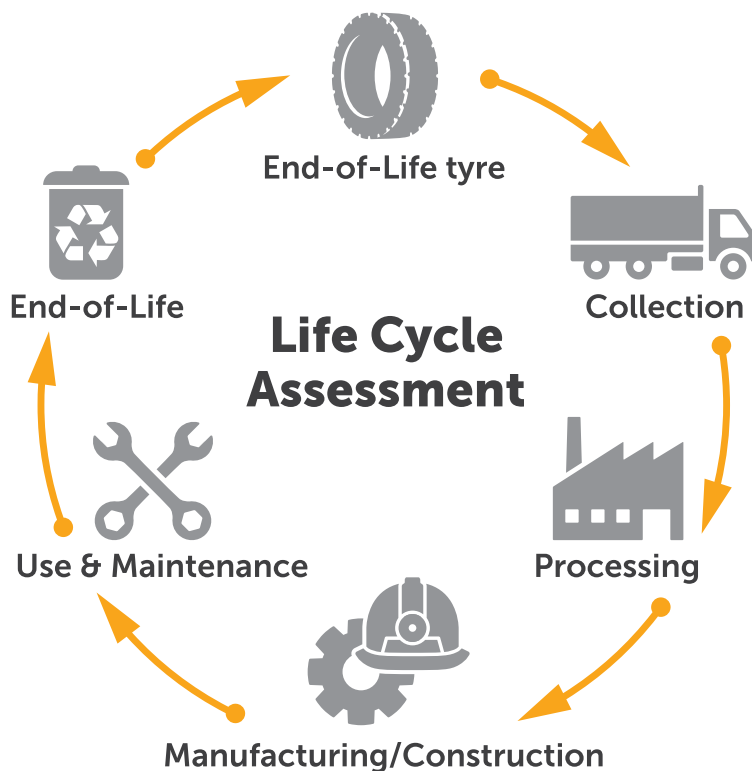 End-of-Life tyre
Collection
Processing
Manufacturing/Construction
Use & Maintenance
End-of-Life
Life Cycle
Assessment